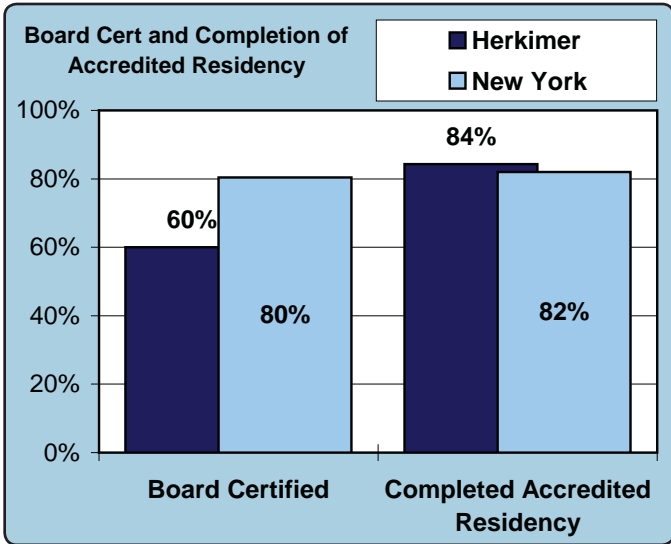 Board Cert and Completion of
Accredited Residency
Herkimer
New York
100%
80%
60%
40%
20%
0%
60%
80%
84%
82%
Board Certified
Completed Accredited
Residency